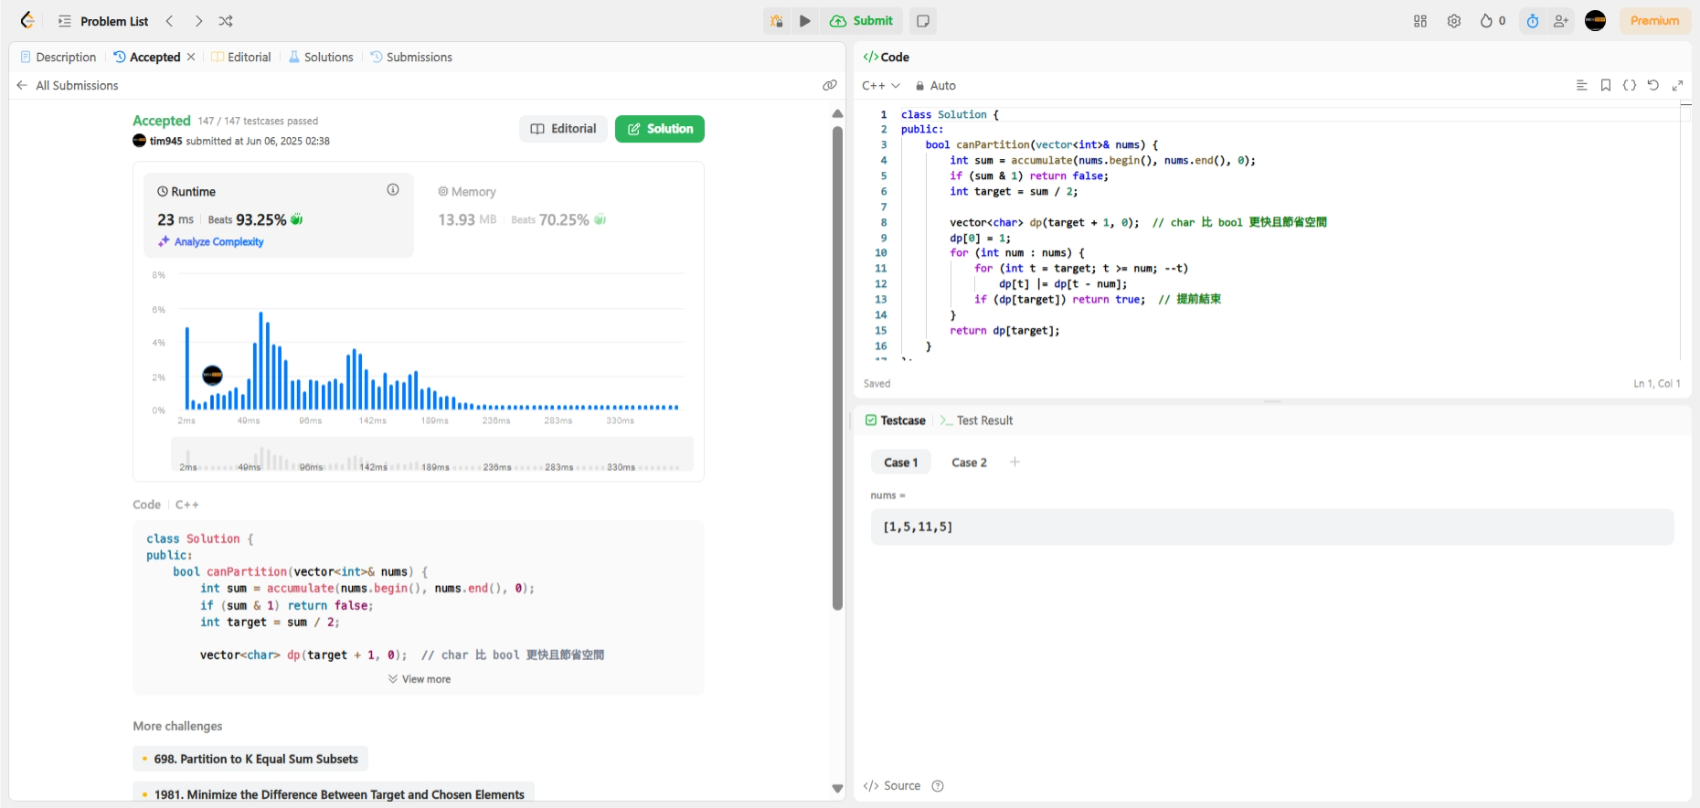 Problem List
Submit
0
Premium
Description
Accepted
Editorial
Solutions
Submissions
All Submissions
Accepted 147 / 147 testcases passed
tim945 submitted at Jun 06, 2025 02:38
Editorial
Solution
Runtime
23 ms
Beats 93.25%
Analyze Complexity
Memory
13.93 MB
Beats 70.25%
8%
6%
4%
2%
0%
2ms 49ms 96ms 142ms 189ms 236ms 283ms 330ms
2ms 49ms 96ms 142ms 189ms 236ms 283ms 330ms
Code C++
class Solution {
public:
bool canPartition(vector<int>& nums) {
int sum = accumulate(nums.begin(), nums.end(), 0);
if (sum & 1) return false;
int target = sum / 2;
vector<char> dp(target + 1, 0); // char 比 bool 更快且節省空間
View more
More challenges
698. Partition to K Equal Sum Subsets
1981. Minimize the Difference Between Target and Chosen Elements
</>Code
C++
Auto
1 class Solution {
2 public:
3 bool canPartition(vector<int>& nums) {
4 int sum = accumulate(nums.begin(), nums.end(), 0);
5 if (sum & 1) return false;
6 int target = sum / 2;
7
8 vector<char> dp(target + 1, 0); // char 比 bool 更快且節省空間
9 dp[0] = 1;
10 for (int num : nums) {
11 for (int t = target; t >= num; --t)
12 dp[t] |= dp[t - num];
13 if (dp[target]) return true; // 提前結束
14 }
15 return dp[target];
16 }
17 };
Saved
Ln 1, Col 1
Testcase
Test Result
Case 1
Case 2
+
nums =
[1,5,11,5]
</> Source